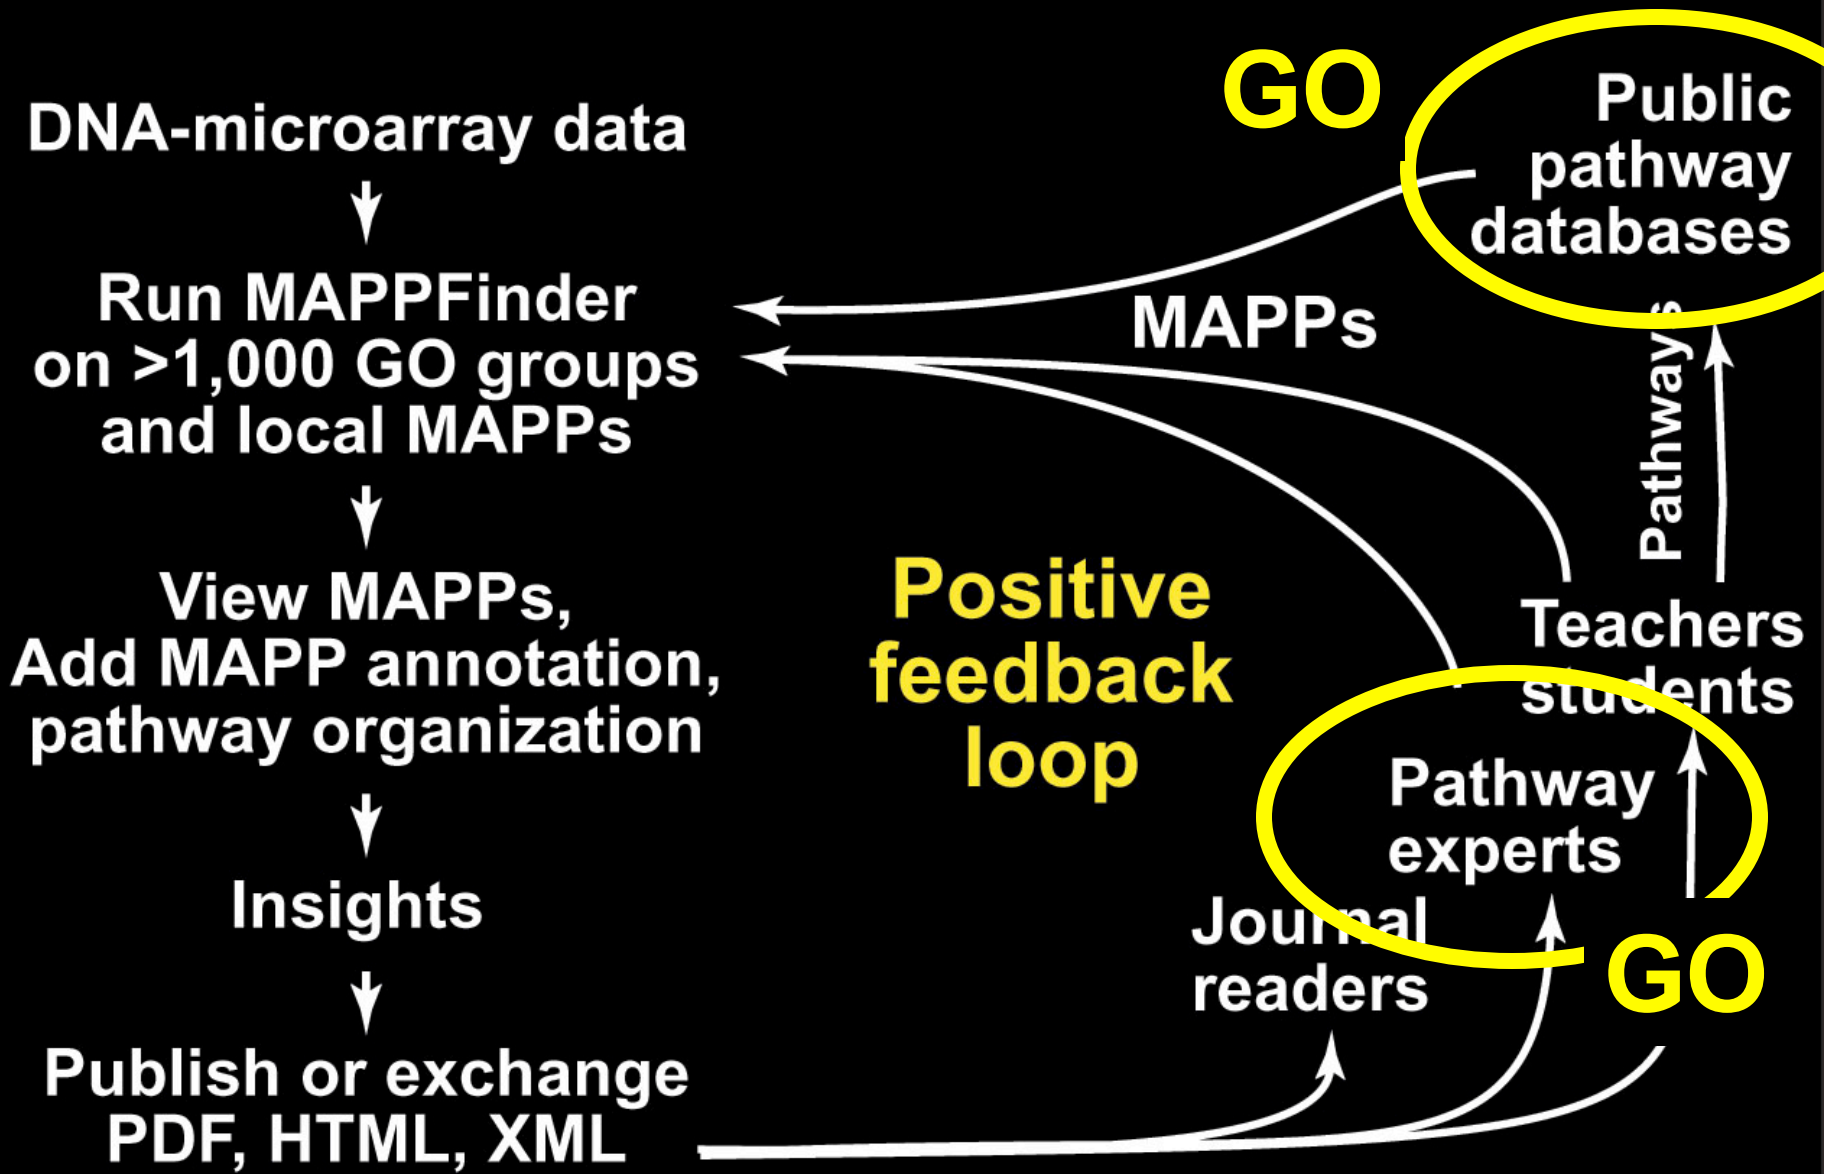 DNA-microarray data
Run MAPPFinder
on >1,000 GO groups
and local MAPPs
View MAPPs,
Add MAPP annotation,
pathway organization
Insights
Publish or exchange
PDF, HTML, XML
GO
Public
pathway
databases
MAPPs
Pathways
Positive
feedback
loop
Teachers
students
Pathway
experts
Journal
readers
GO